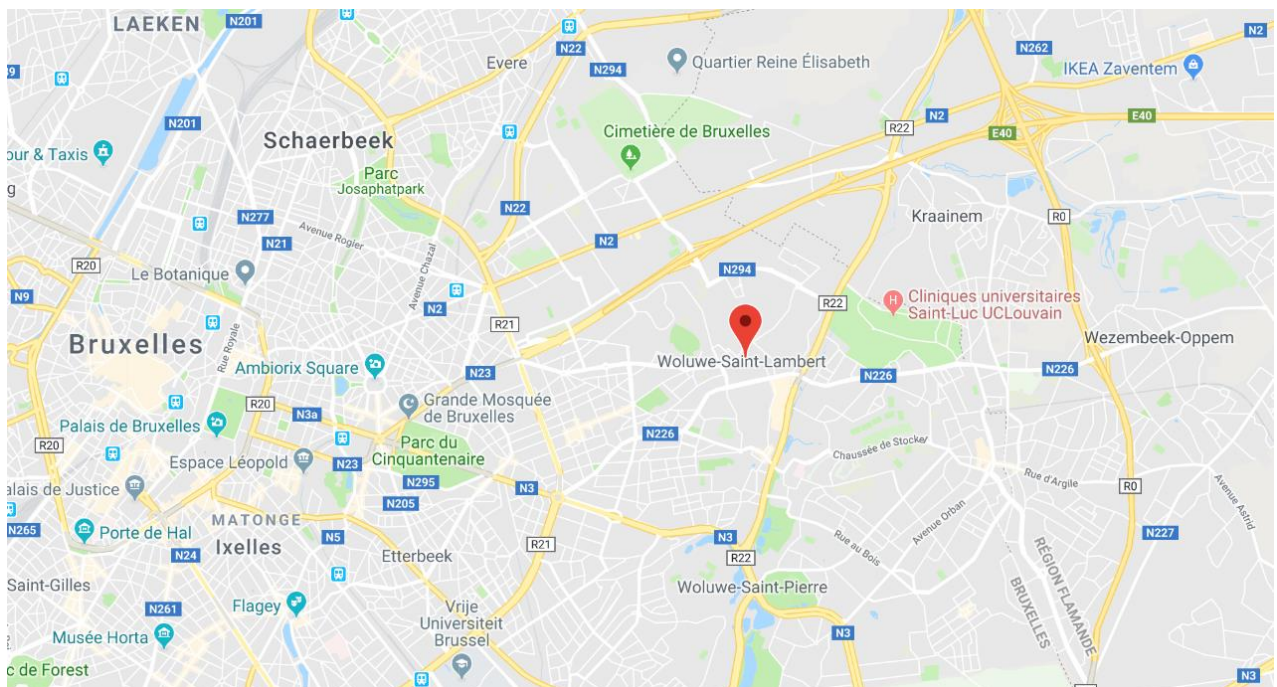 LAEKEN
N201
N22
N294
Evere
Quartier Reine Élisabeth
N262
N2
IKEA Zaventem
N201
Schaerbeek
Cimetière de Bruxelles
N2
R22
E40
E40
our & Taxis
Parc
Josaphatpark
g
N277
N22
Kraainem
R0
N21
Avenue Rogier
Avenue Chazal
N2
R20
Le Botanique
N294
N9
N2
R22
Cliniques universitaires
Saint-Luc UCLouvain
R21
Bruxelles
Rue Royale
Ambiorix Square
N23
Woluwe-Saint-Lambert
Wezembeek-Oppem
N226
N226
R20
N3a
Grande Mosquée
de Bruxelles
Palais de Bruxelles
N226
R20
Espace Léopold
N23
Parc du
Cinquantenaire
Chaussée de Stockel
Rue d'Argile
alais de Justice
N295
N3
N205
R0
Avenue Astrid
MATONGE
Ixelles
N265
Porte de Hal
N5
N24
Etterbeek
R21
N3
R22
Rue au Bois
Avenue Orban
N227
Saint-Gilles
Woluwe-Saint-Pierre
RÉGION FLAMANDE
BRUXELLES
N261
Flagey
Vrije
Universiteit
Brussel
Musée Horta
N3
c de Forest
N3